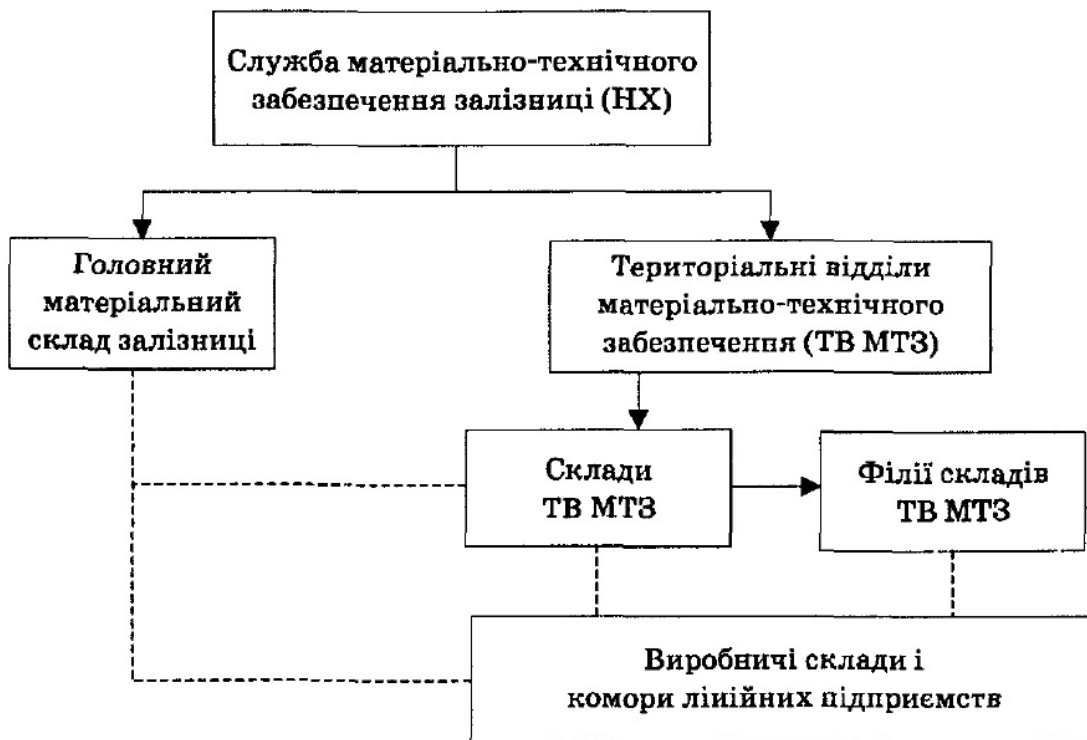 Служба матеріально-технічного
забезпечення залізниці (НХ)
Головний
матеріальний
склад залізниці
Територіальні відділи
матеріально-технічного
забезпечення (ТВ МТЗ)
Склади
ТВ МТЗ
Філії складів
ТВ МТЗ
Виробничі склади і
комори лінійних підприємств